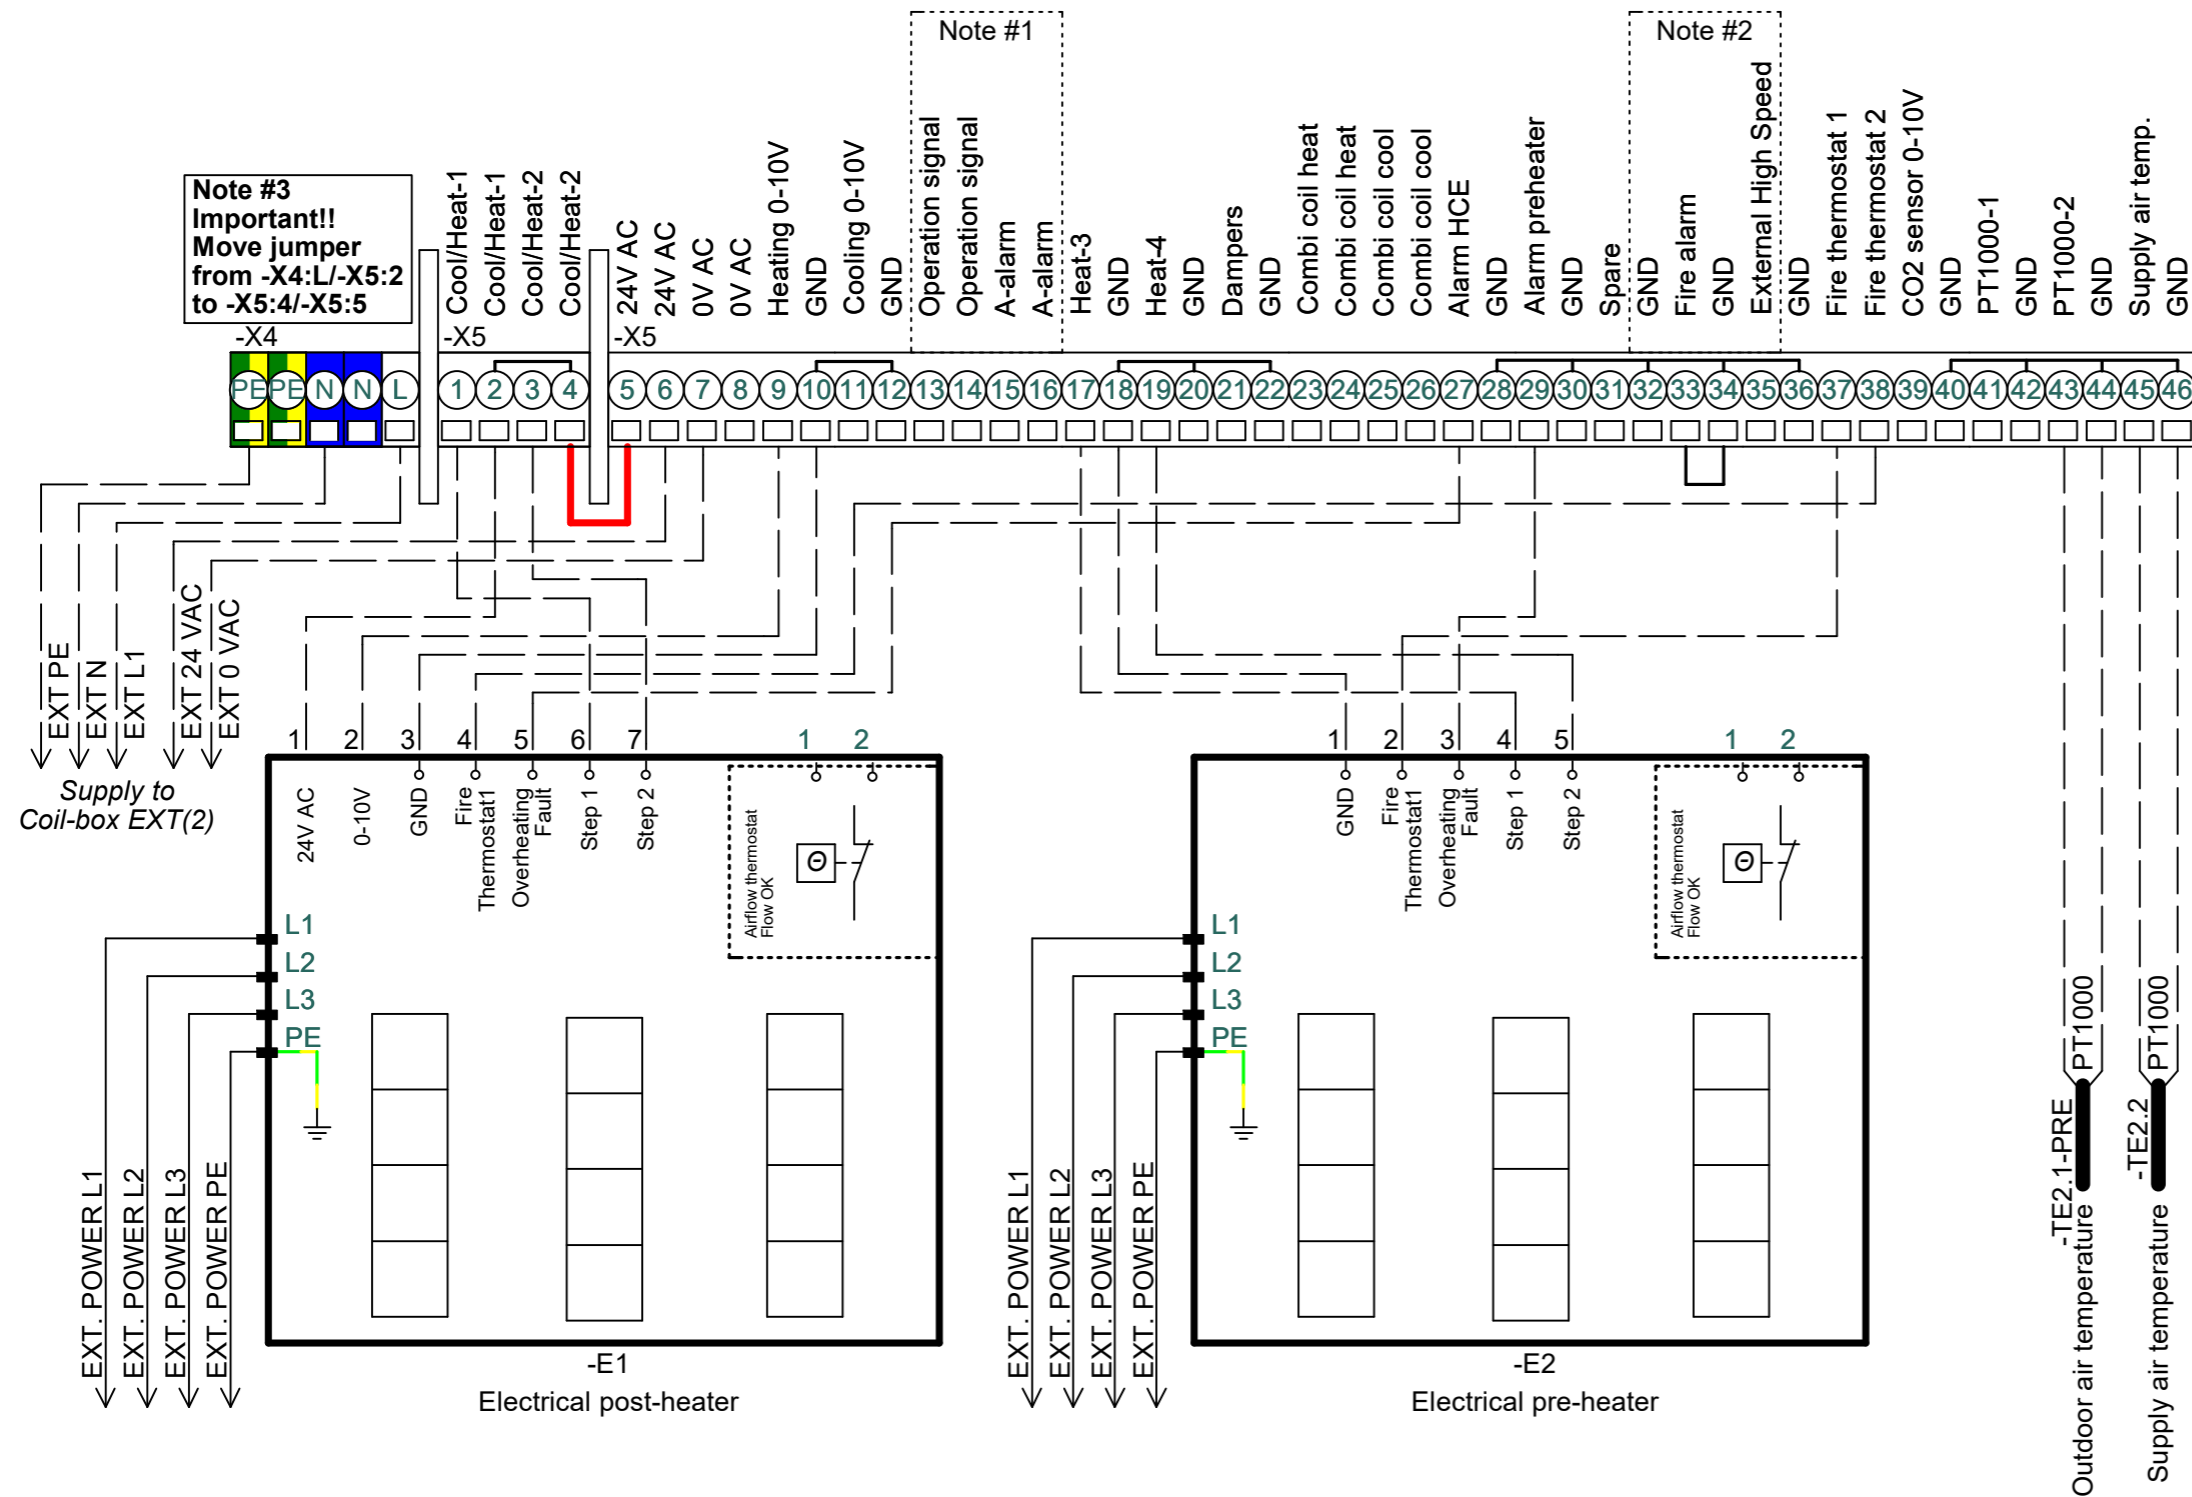 Note #1
Note #2
Note #3
Important!!
Move jumper
from -X4:L/-X5:2
to -X5:4/-X5:5
Cool/Heat-1
Cool/Heat-1
Cool/Heat-2
Cool/Heat-2
24V AC
24V AC
0V AC
0V AC
Heating 0-10V
GND
Cooling 0-10V
GND
Operation signal
Operation signal
A-alarm
A-alarm
Heat-3
GND
Heat-4
GND
Dampers
GND
Combi coil heat
Combi coil heat
Combi coil cool
Combi coil cool
Alarm HCE
GND
Alarm preheater
GND
Spare
GND
Fire alarm
GND
External High Speed
GND
Fire thermostat 1
Fire thermostat 2
CO2 sensor 0-10V
GND
PT1000-1
GND
PT1000-2
GND
Supply air temp.
GND
-X4
-X5
-X5
PE PE N N L 1 2 3 4 5 6 7 8 9 10 11 12 13 14 15 16 17 18 19 20 21 22 23 24 25 26 27 28 29 30 31 32 33 34 35 36 37 38 39 40 41 42 43 44 45 46
EXT PE
EXT N
EXT L1
EXT 24 VAC
EXT 0 VAC
Supply to
Coil-box EXT(2)
1 2 3 4 5 6 7 1 2
24V AC
0-10V
GND
Fire
Thermostat1
Overheating
Fault
Step 1
Step 2
Airflow thermostat
Flow OK
Θ
L1
L2
L3
PE
EXT. POWER L1
EXT. POWER L2
EXT. POWER L3
EXT. POWER PE
-E1
Electrical post-heater
1 2 3 4 5 1 2
GND
Fire
Thermostat1
Overheating
Fault
Step 1
Step 2
Airflow thermostat
Flow OK
Θ
L1
L2
L3
PE
EXT. POWER L1
EXT. POWER L2
EXT. POWER L3
EXT. POWER PE
-E2
Electrical pre-heater
PT1000
-TE2.1-PRE
Outdoor air temperature
PT1000
-TE2.2
Supply air temperature